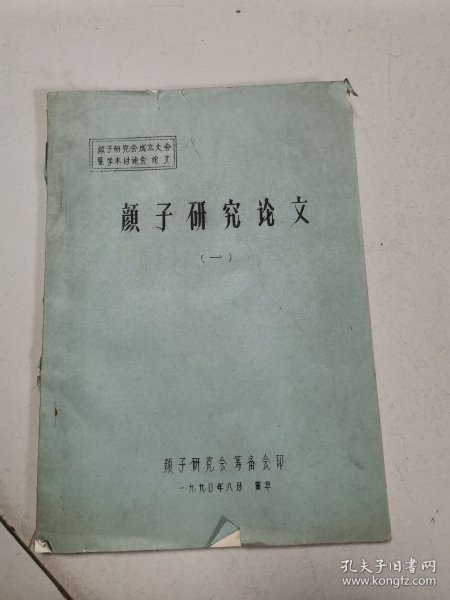 颜子研究会成立大会
暨学术讨论会 论文
颜子研究论文
（一）
颜子研究会筹备会印
一九九〇年八月
孔夫子旧书网
www.kongfz.com